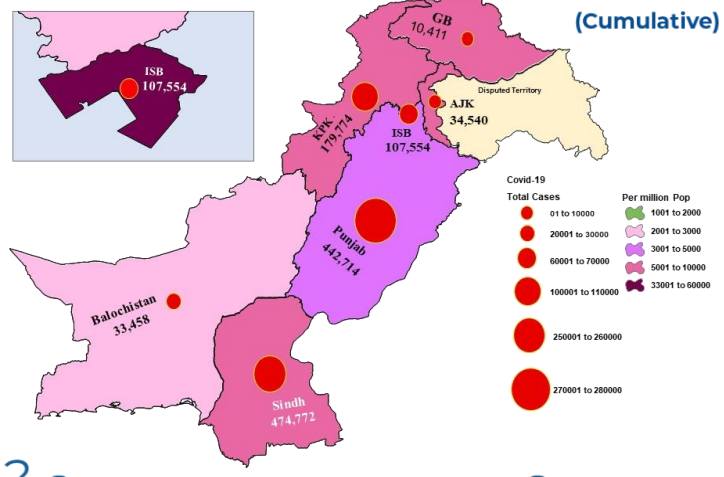 (Cumulative)
GB
10,411
ISB
107,554
Disputed Territory
AJK
34,540
ISB
107,554
KPK
179,774
Punjab
442,714
Balochistan
33,458
Sindh
474,772
Covid-19
Total Cases
01 to 10000
20001 to 30000
60001 to 70000
100001 to 110000
250001 to 260000
270001 to 280000
Per million Pop
1001 to 2000
2001 to 3000
3001 to 5000
5001 to 10000
33001 to 60000